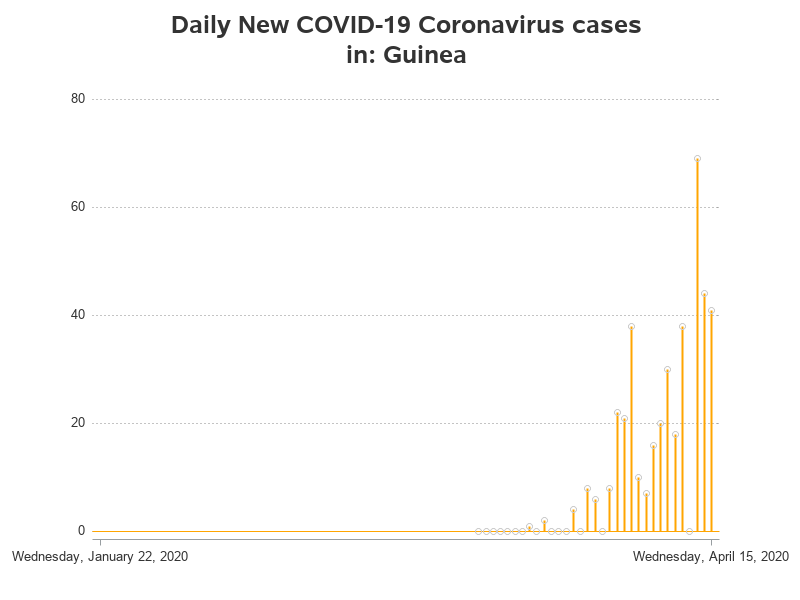 Daily New COVID-19 Coronavirus cases
in: Guinea
80
60
40
20
0
Wednesday, January 22, 2020
Wednesday, April 15, 2020